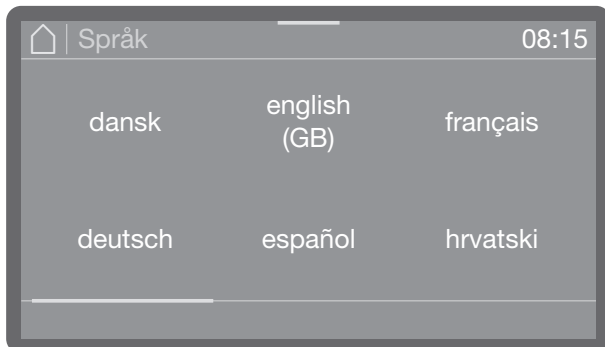 Språk 08:15
dansk
english
(GB)
français
deutsch español hrvatski